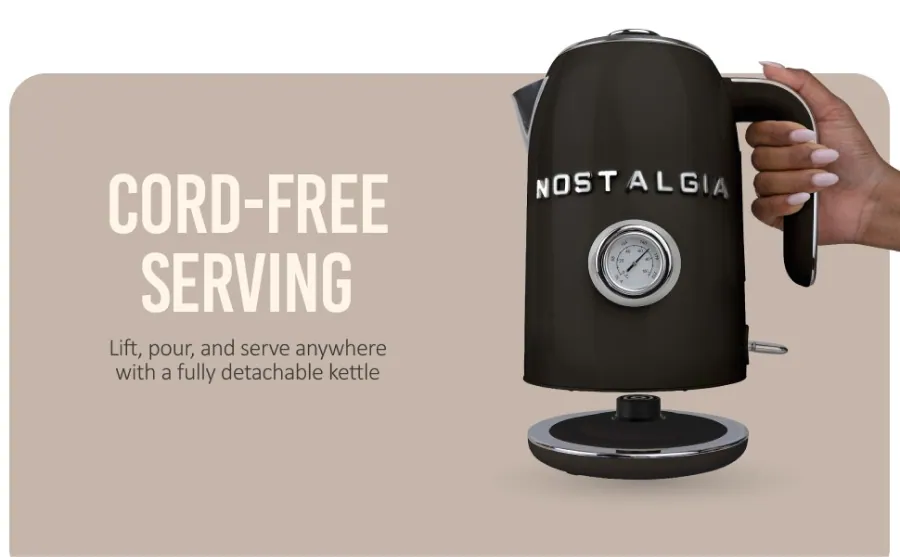 CORD-FREE
SERVING
Lift, pour, and serve anywhere
with a fully detachable kettle
NOSTALGIA